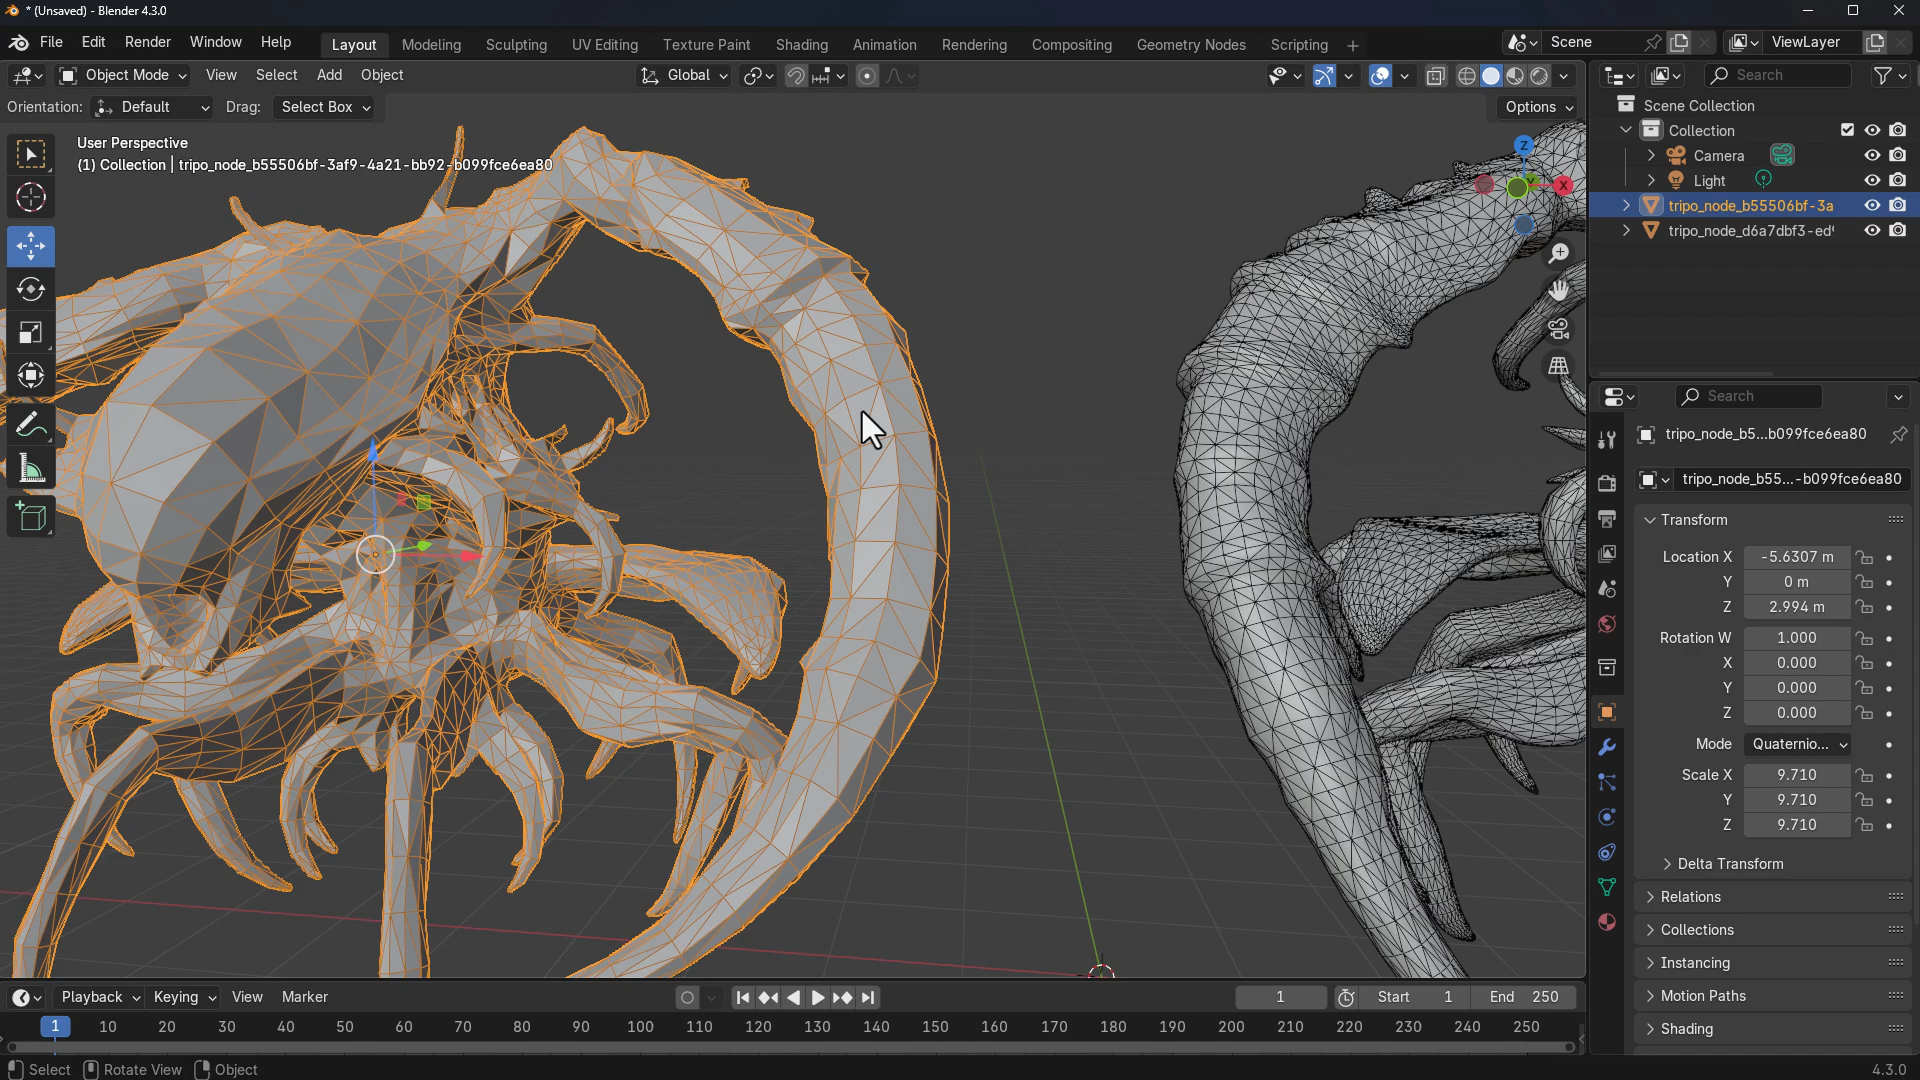 * (Unsaved) - Blender 4.3.0
File Edit Render Window Help Layout Modeling Sculpting UV Editing Texture Paint Shading Animation Rendering Compositing Geometry Nodes Scripting + Scene ViewLayer
Object Mode View Select Add Object Global Search
Orientation: Default Drag: Select Box Options
Scene Collection
Collection
Camera
Light
tripo_node_b55506bf-3a
tripo_node_d6a7dbf3-ed
User Perspective
(1) Collection | tripo_node_b55506bf-3af9-4a21-bb92-b099fce6ea80
Z
Y
X
Search
tripo_node_b5...b099fce6ea80
tripo_node_b55...-b099fce6ea80
Transform
Location X -5.6307 m
Y 0 m
Z 2.994 m
Rotation W 1.000
X 0.000
Y 0.000
Z 0.000
Mode Quaternio...
Scale X 9.710
Y 9.710
Z 9.710
Delta Transform
Relations
Collections
Instancing
Motion Paths
Shading
Playback Keying View Marker 1 Start 1 End 250
1 10 20 30 40 50 60 70 80 90 100 110 120 130 140 150 160 170 180 190 200 210 220 230 240 250
Select Rotate View Object 4.3.0